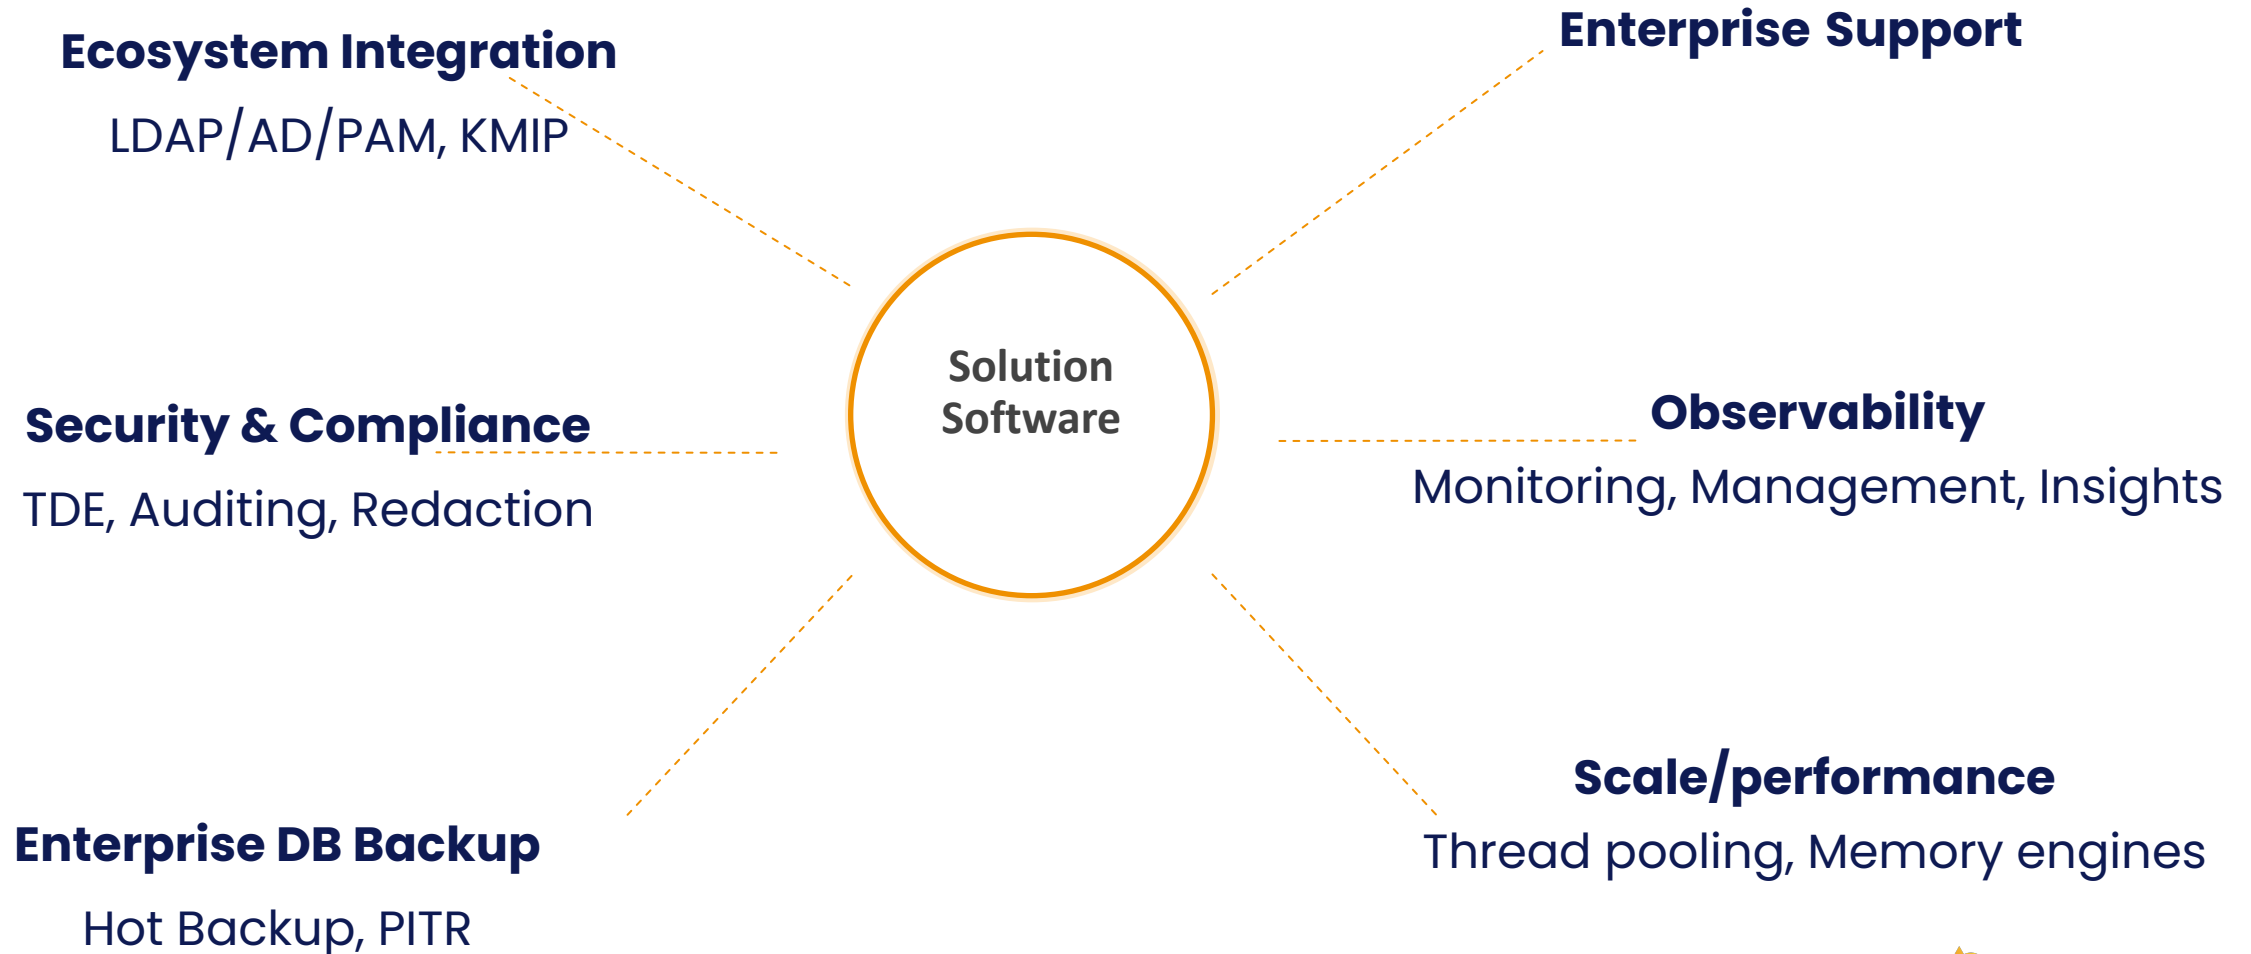 Ecosystem Integration
LDAP/AD/PAM, KMIP
Enterprise Support
Solution
Software
Security & Compliance
TDE, Auditing, Redaction
Observability
Monitoring, Management, Insights
Enterprise DB Backup
Hot Backup, PITR
Scale/performance
Thread pooling, Memory engines